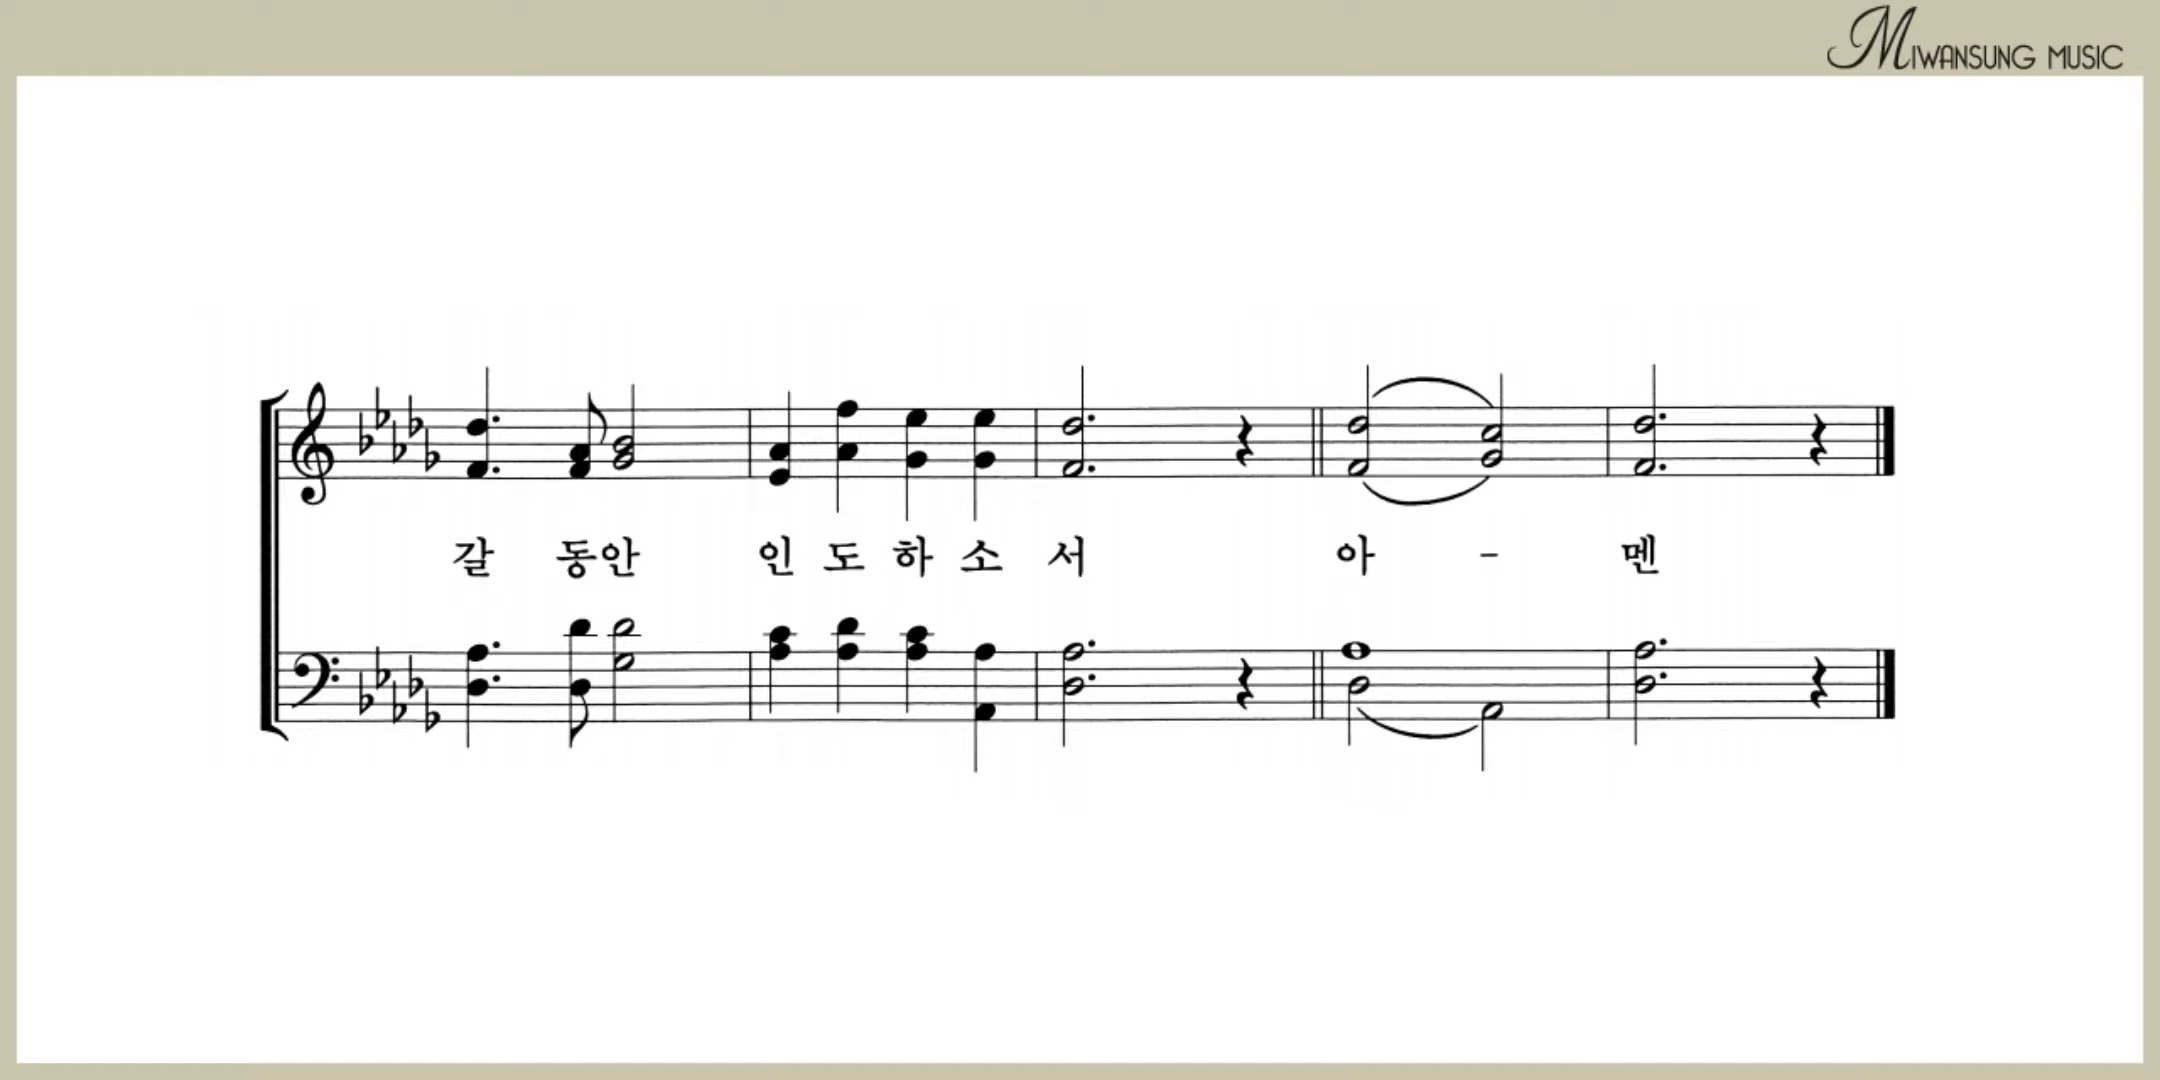 MIWANSUNG MUSIC
갈 동안 인 도 하 소 서 아 - 멘